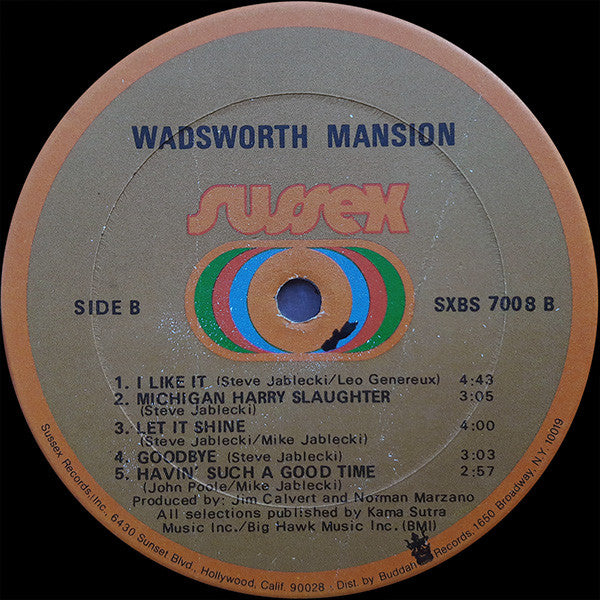 WADSWORTH MANSION
sussex
SIDE B
SXBS 7008 B
1. I LIKE IT (Steve Jablecki/Leo Genereux) 4:43
2. MICHIGAN HARRY SLAUGHTER 3:05
(Steve Jablecki)
3. LET IT SHINE 4:00
(Steve Jablecki/Mike Jablecki)
4. GOODBYE (Steve Jablecki) 3:03
5. HAVIN' SUCH A GOOD TIME 2:57
(John Poole/Mike Jablecki)
Produced by: Jim Calvert and Norman Marzano
All selections published by Kama Sutra
Music Inc./Big Hawk Music Inc. (BMI)
Sussex Records, Inc., 6430 Sunset Blvd., Hollywood, Calif. 90028 . Dist. by Buddah Records, 1650 Broadway, N.Y. 10019